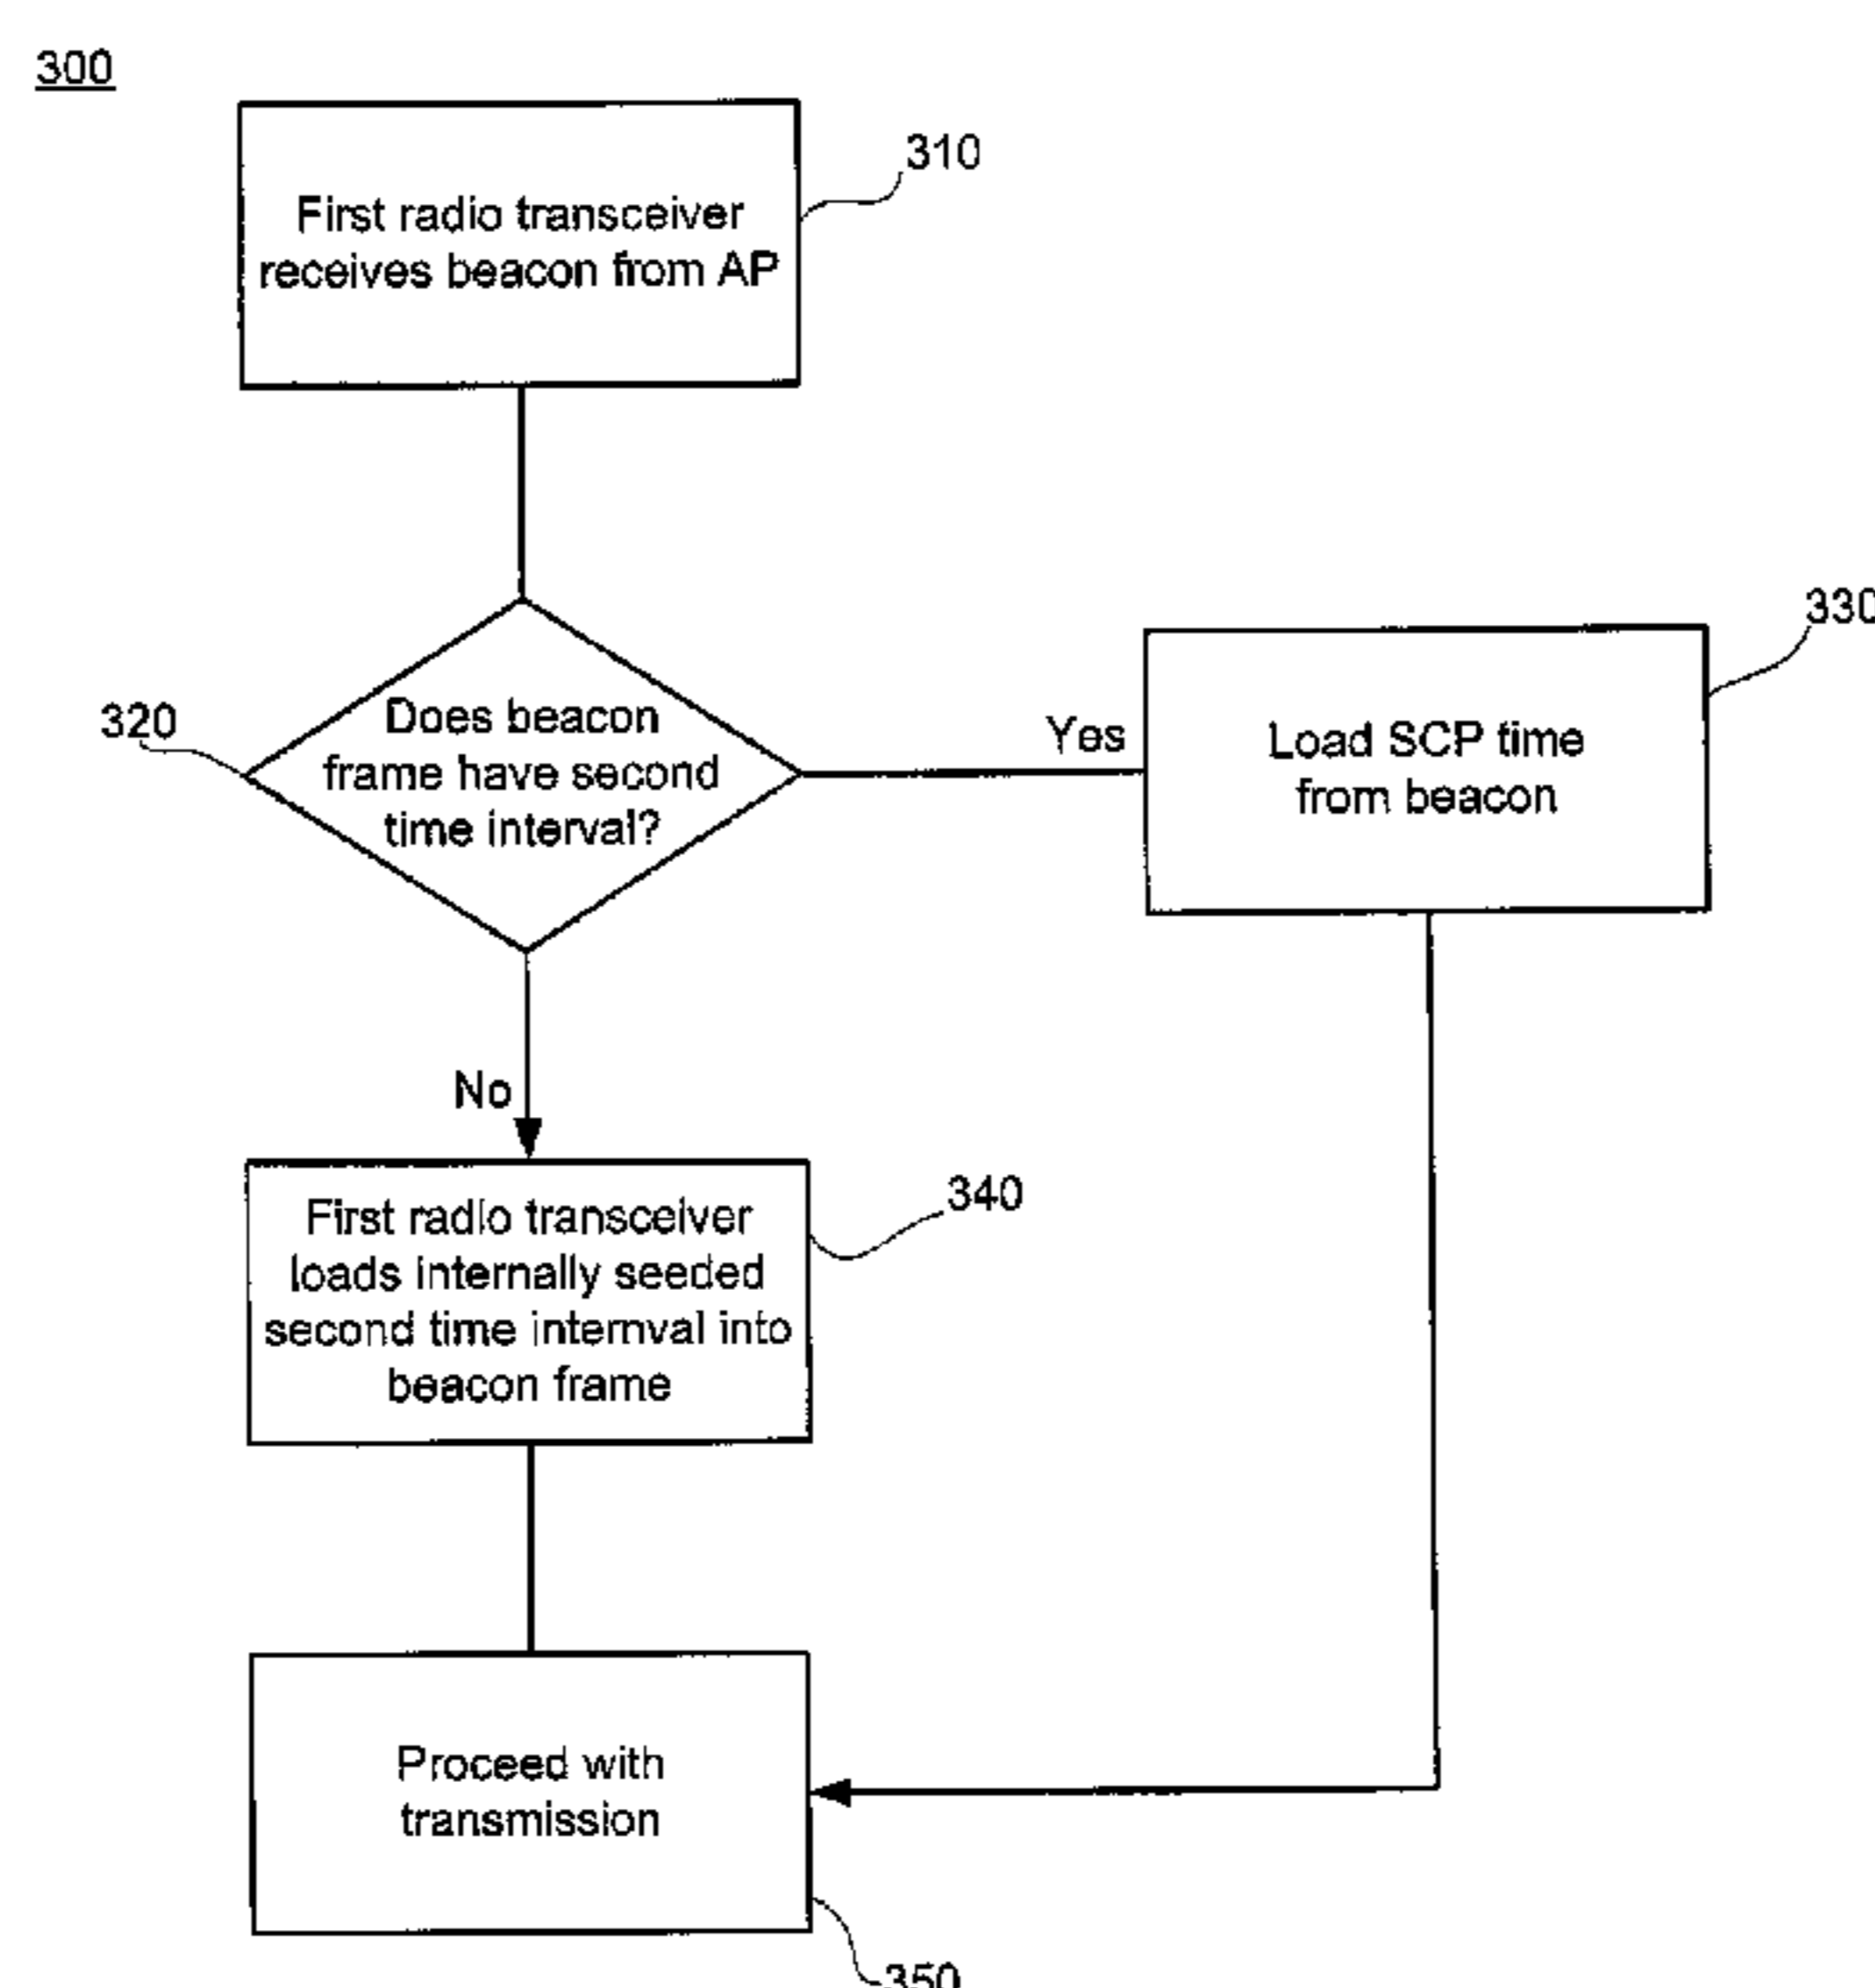 300
310
First radio transceiver
receives beacon from AP
320
Does beacon
frame have second
time interval?
Yes
330
Load SCP time
from beacon
No
340
First radio transceiver
loads internally seeded
second time internval into
beacon frame
Proceed with
transmission
350